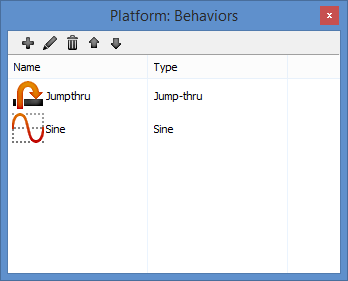 Platform: Behaviors
x
Name Type
Jumpthru Jump-thru
Sine Sine